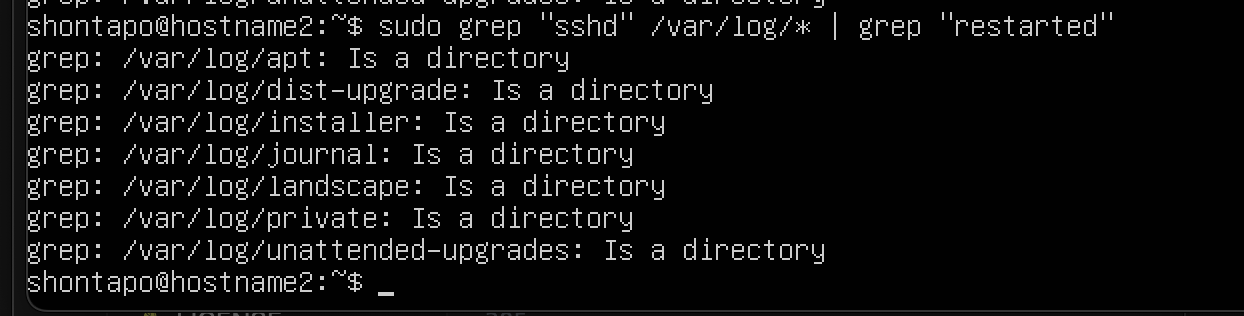 shontapo@hostname2:~$ sudo grep "sshd" /var/log/* | grep "restarted"
grep: /var/log/apt: Is a directory
grep: /var/log/dist-upgrade: Is a directory
grep: /var/log/installer: Is a directory
grep: /var/log/journal: Is a directory
grep: /var/log/landscape: Is a directory
grep: /var/log/private: Is a directory
grep: /var/log/unattended-upgrades: Is a directory
shontapo@hostname2:~$ _